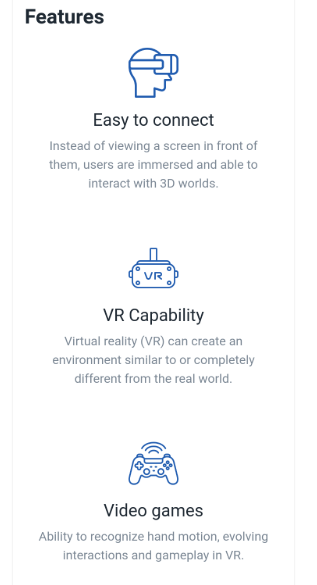 Features
Easy to connect
Instead of viewing a screen in front of
them, users are immersed and able to
interact with 3D worlds.
VR
VR Capability
Virtual reality (VR) can create an
environment similar to or completely
different from the real world.
Video games
Ability to recognize hand motion, evolving
interactions and gameplay in VR.